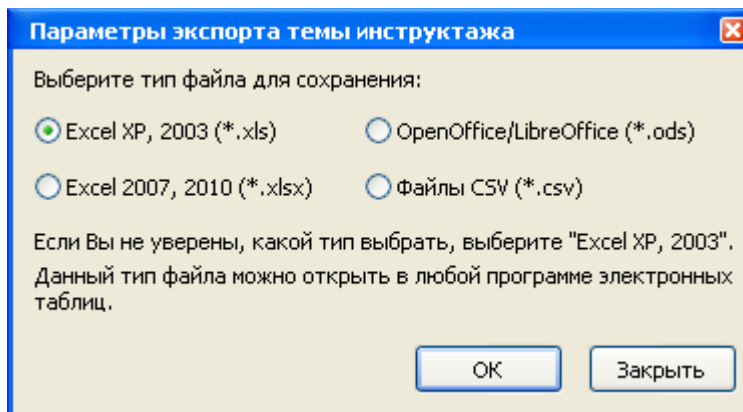 Параметры экспорта темы инструктажа
Выберите тип файла для сохранения:
Excel XP, 2003 (*.xls)
OpenOffice/LibreOffice (*.ods)
Excel 2007, 2010 (*.xlsx)
Файлы CSV (*.csv)
Если Вы не уверены, какой тип выбрать, выберите "Excel XP, 2003".
Данный тип файла можно открыть в любой программе электронных
таблиц.
ОК
Закрыть